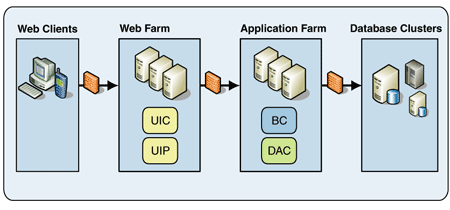 Web Clients
Web Farm
Application Farm
Database Clusters
UIC
BC
UIP
DAC